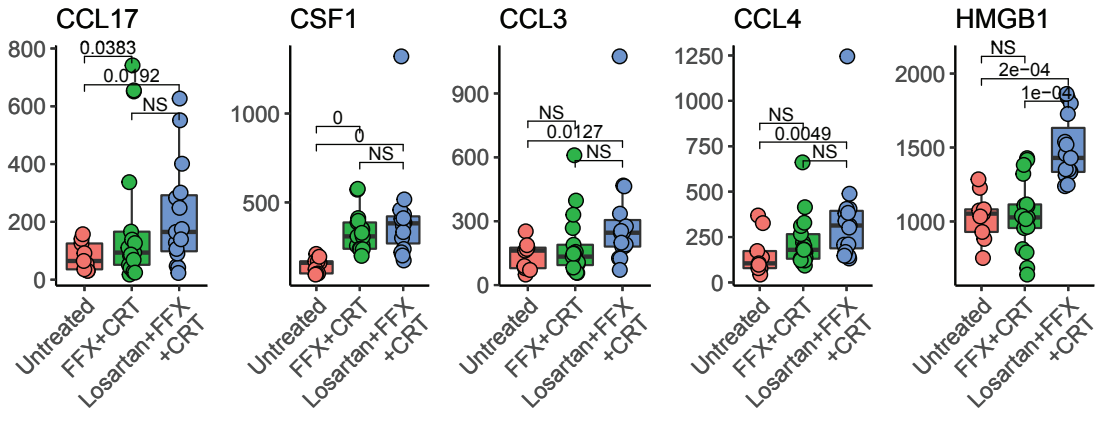 CCL17
CSF1
CCL3
CCL4
HMGB1
800
600
400
200
0
0.0383
0.0192
NS
Untreated
FFX+CRT
Losartan+FFX
+CRT
1000
500
0
0
NS
Untreated
FFX+CRT
Losartan+FFX
+CRT
900
600
300
0
NS
0.0127
NS
Untreated
FFX+CRT
Losartan+FFX
+CRT
1250
1000
750
500
250
0
NS
0.0049
NS
Untreated
FFX+CRT
Losartan+FFX
+CRT
2000
1500
1000
NS
2e−04
1e−04
Untreated
FFX+CRT
Losartan+FFX
+CRT